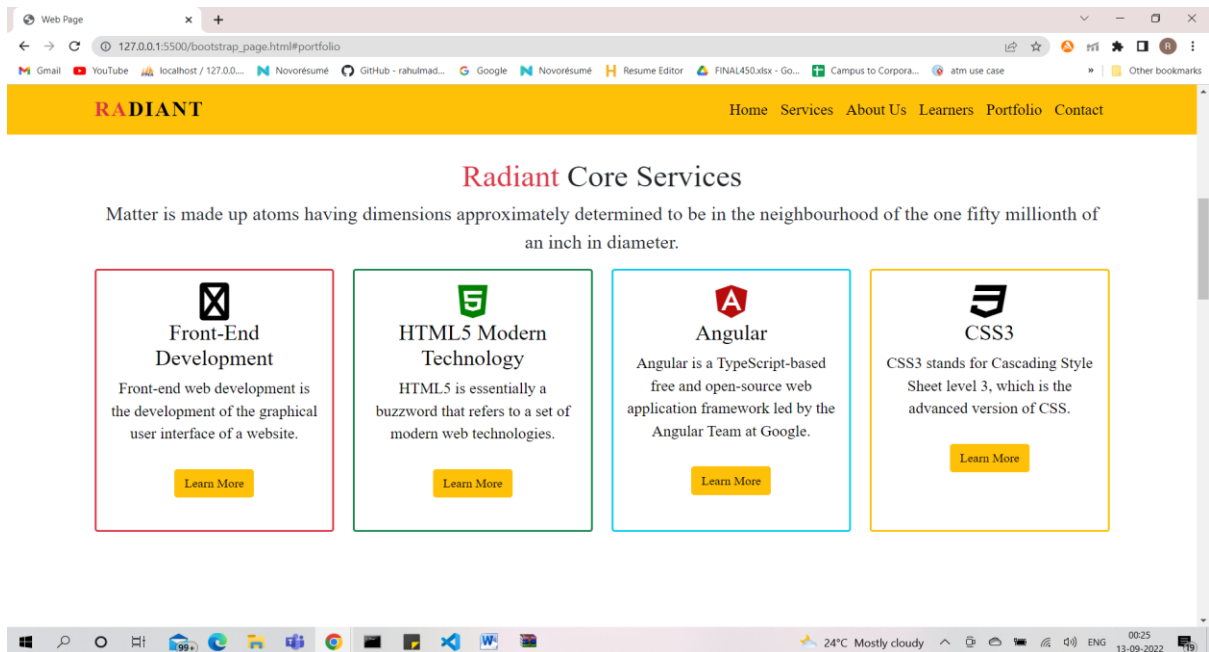 Web Page
127.0.0.1:5500/bootstrap_page.html#portfolio
R
Gmail YouTube localhost / 127.0.0... Novorésumé GitHub - rahulmad... Google Novorésumé Resume Editor FINAL450.xlsx - Go... Campus to Corpora... atm use case » Other bookmarks
RADIANT Home Services About Us Learners Portfolio Contact
Radiant Core Services
Matter is made up atoms having dimensions approximately determined to be in the neighbourhood of the one fifty millionth of
an inch in diameter.
Front-End
Development
Front-end web development is
the development of the graphical
user interface of a website.
Learn More
HTML5 Modern
Technology
HTML5 is essentially a
buzzword that refers to a set of
modern web technologies.
Learn More
Angular
Angular is a TypeScript-based
free and open-source web
application framework led by the
Angular Team at Google.
Learn More
CSS3
CSS3 stands for Cascading Style
Sheet level 3, which is the
advanced version of CSS.
Learn More
99+
24°C Mostly cloudy ENG
00:25
13-09-2022
19